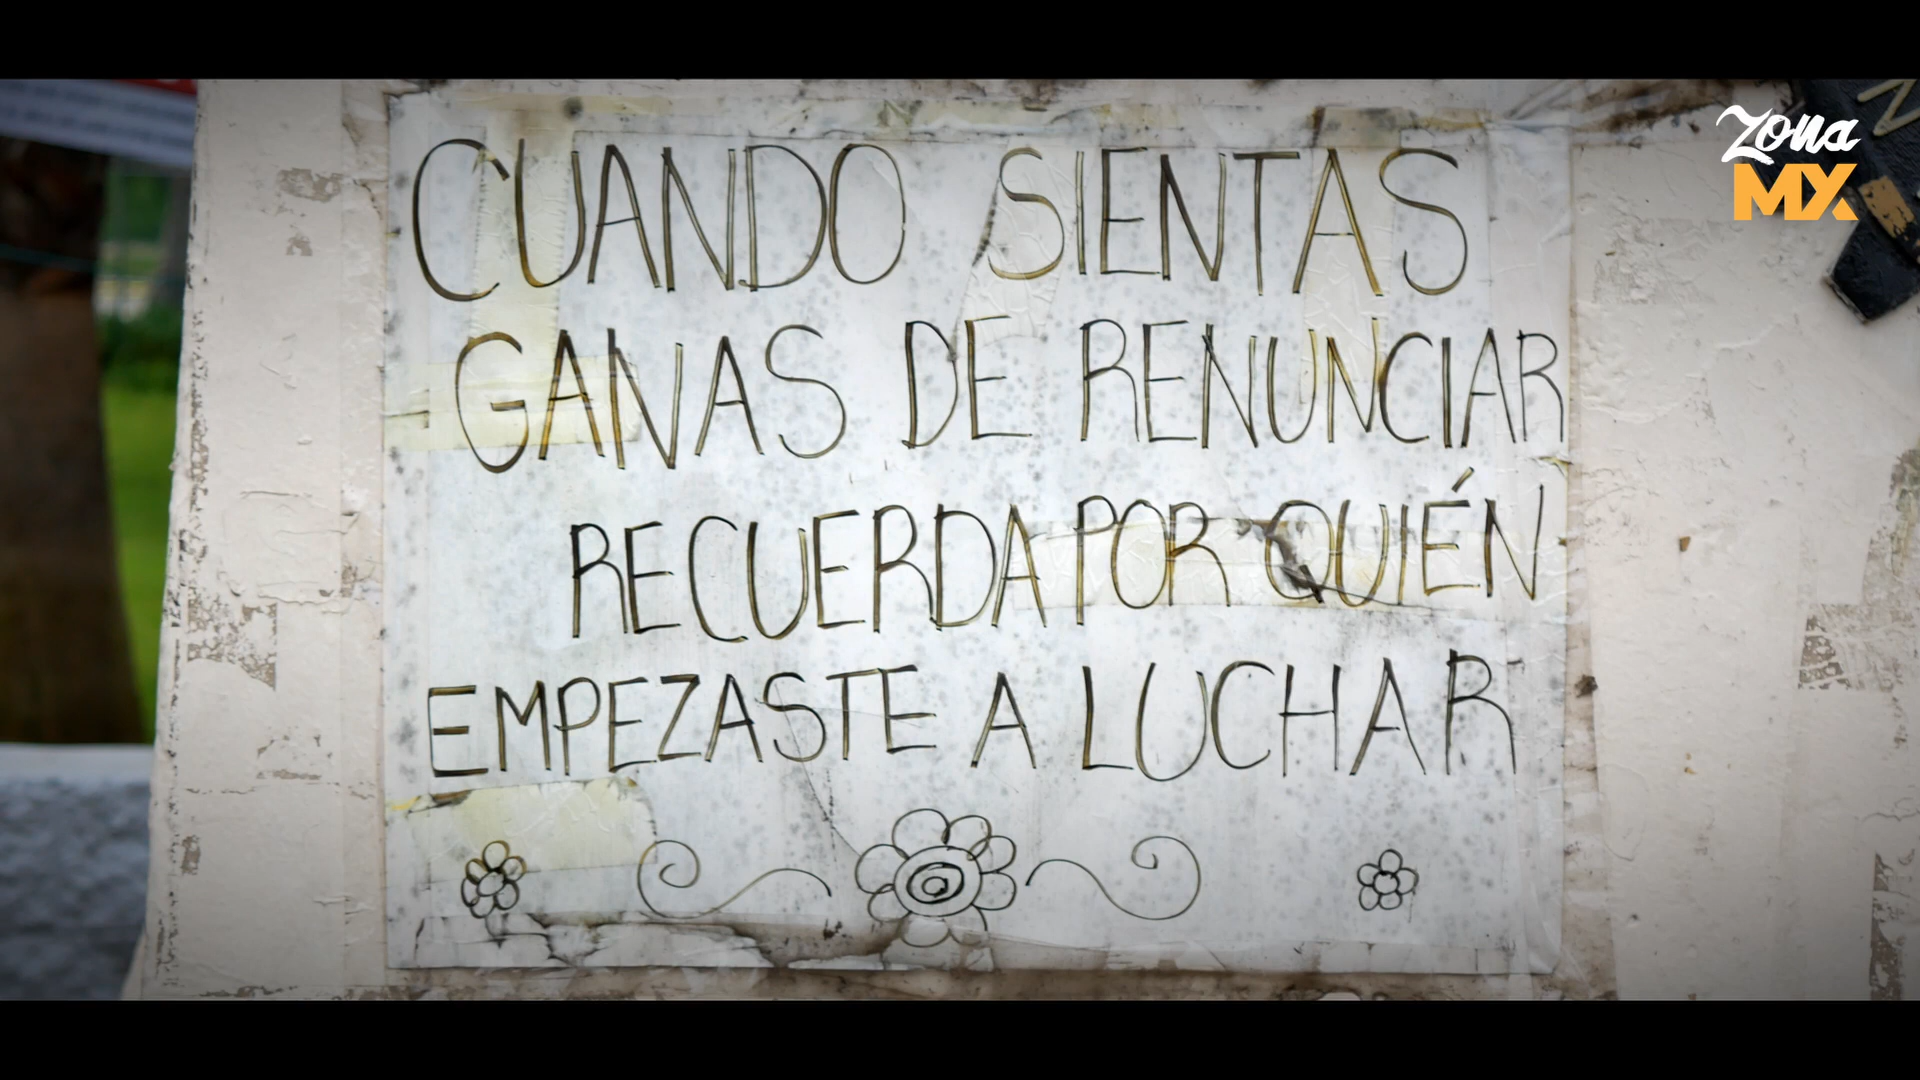 CUANDO SIENTAS
GANAS DE RENUNCIAR
RECUERDA POR QUIÉN
EMPEZASTE A LUCHAR
Zona
MX